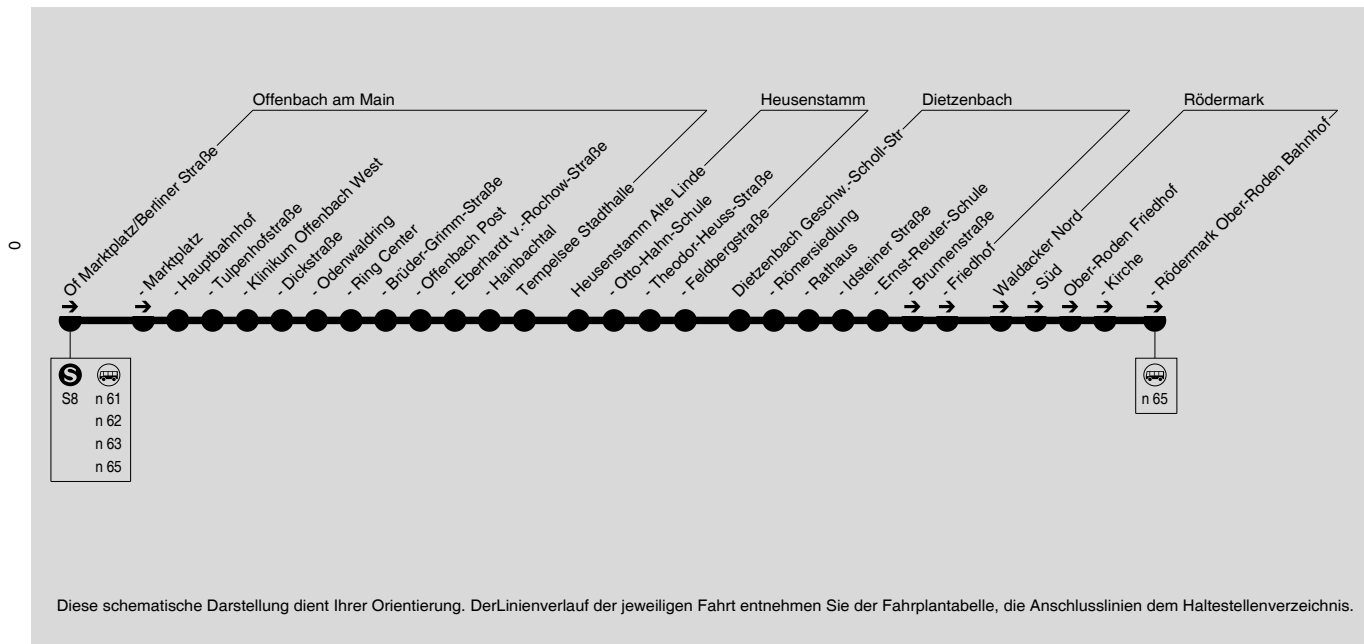 Offenbach am Main
Heusenstamm
Dietzenbach
Rödermark
Of Marktplatz/Berliner Straße
- Marktplatz
- Hauptbahnhof
- Tulpenhofstraße
- Klinikum Offenbach West
- Dickstraße
- Odenwaldring
- Ring Center
- Brüder.-Grimm-Straße
- Offenbach Post
- Eberhardt v.-Rochow-Straße
- Hainbachtal
Tempelsee Stadthalle
Heusenstamm Alte Linde
- Otto-Hahn-Schule
- Theodor-Heuss-Straße
- Feldbergstraße
Dietzenbach Geschw.-Scholl-Str
- Römersiedlung
- Rathaus
- Idsteiner Straße
- Ernst-Reuter-Schule
- Brunnenstraße
- Friedhof
Waldacker Nord
- Süd
Ober-Roden Friedhof
- Kirche
- Rödermark Ober-Roden Bahnhof
0
S
S8 n 61
n 62
n 63
n 65
n 65
Diese schematische Darstellung dient Ihrer Orientierung. DerLinienverlauf der jeweiligen Fahrt entnehmen Sie der Fahrplantabelle, die Anschlusslinien dem Haltestellenverzeichnis.